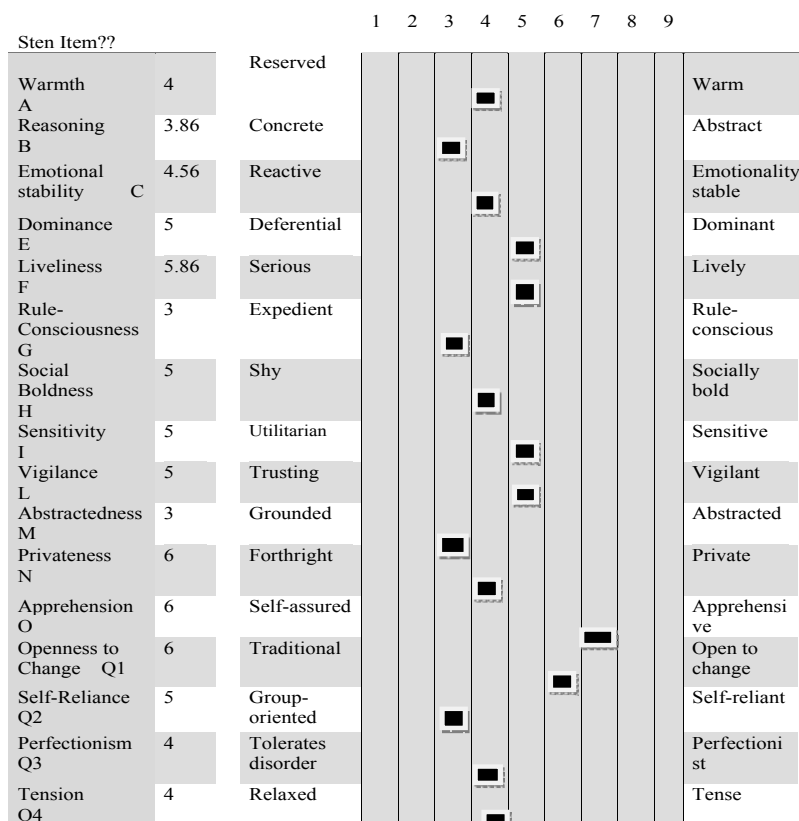 1 2 3 4 5 6 7 8 9
Sten Item??
Reserved
Warmth 4 Warm
A
Reasoning 3.86 Concrete Abstract
B
Emotional 4.56 Reactive Emotionality
stability C stable
Dominance 5 Deferential Dominant
E
Liveliness 5.86 Serious Lively
F
Rule- 3 Expedient Rule-
Consciousness conscious
G
Social 5 Shy Socially
Boldness bold
H
Sensitivity 5 Utilitarian Sensitive
I
Vigilance 5 Trusting Vigilant
L
Abstractedness 3 Grounded Abstracted
M
Privateness 6 Forthright Private
N
Apprehension 6 Self-assured Apprehensi
O ve
Openness to 6 Traditional Open to
Change Q1 change
Self-Reliance 5 Group- Self-reliant
Q2 oriented
Perfectionism 4 Tolerates Perfectioni
Q3 disorder st
Tension 4 Relaxed Tense
Q4